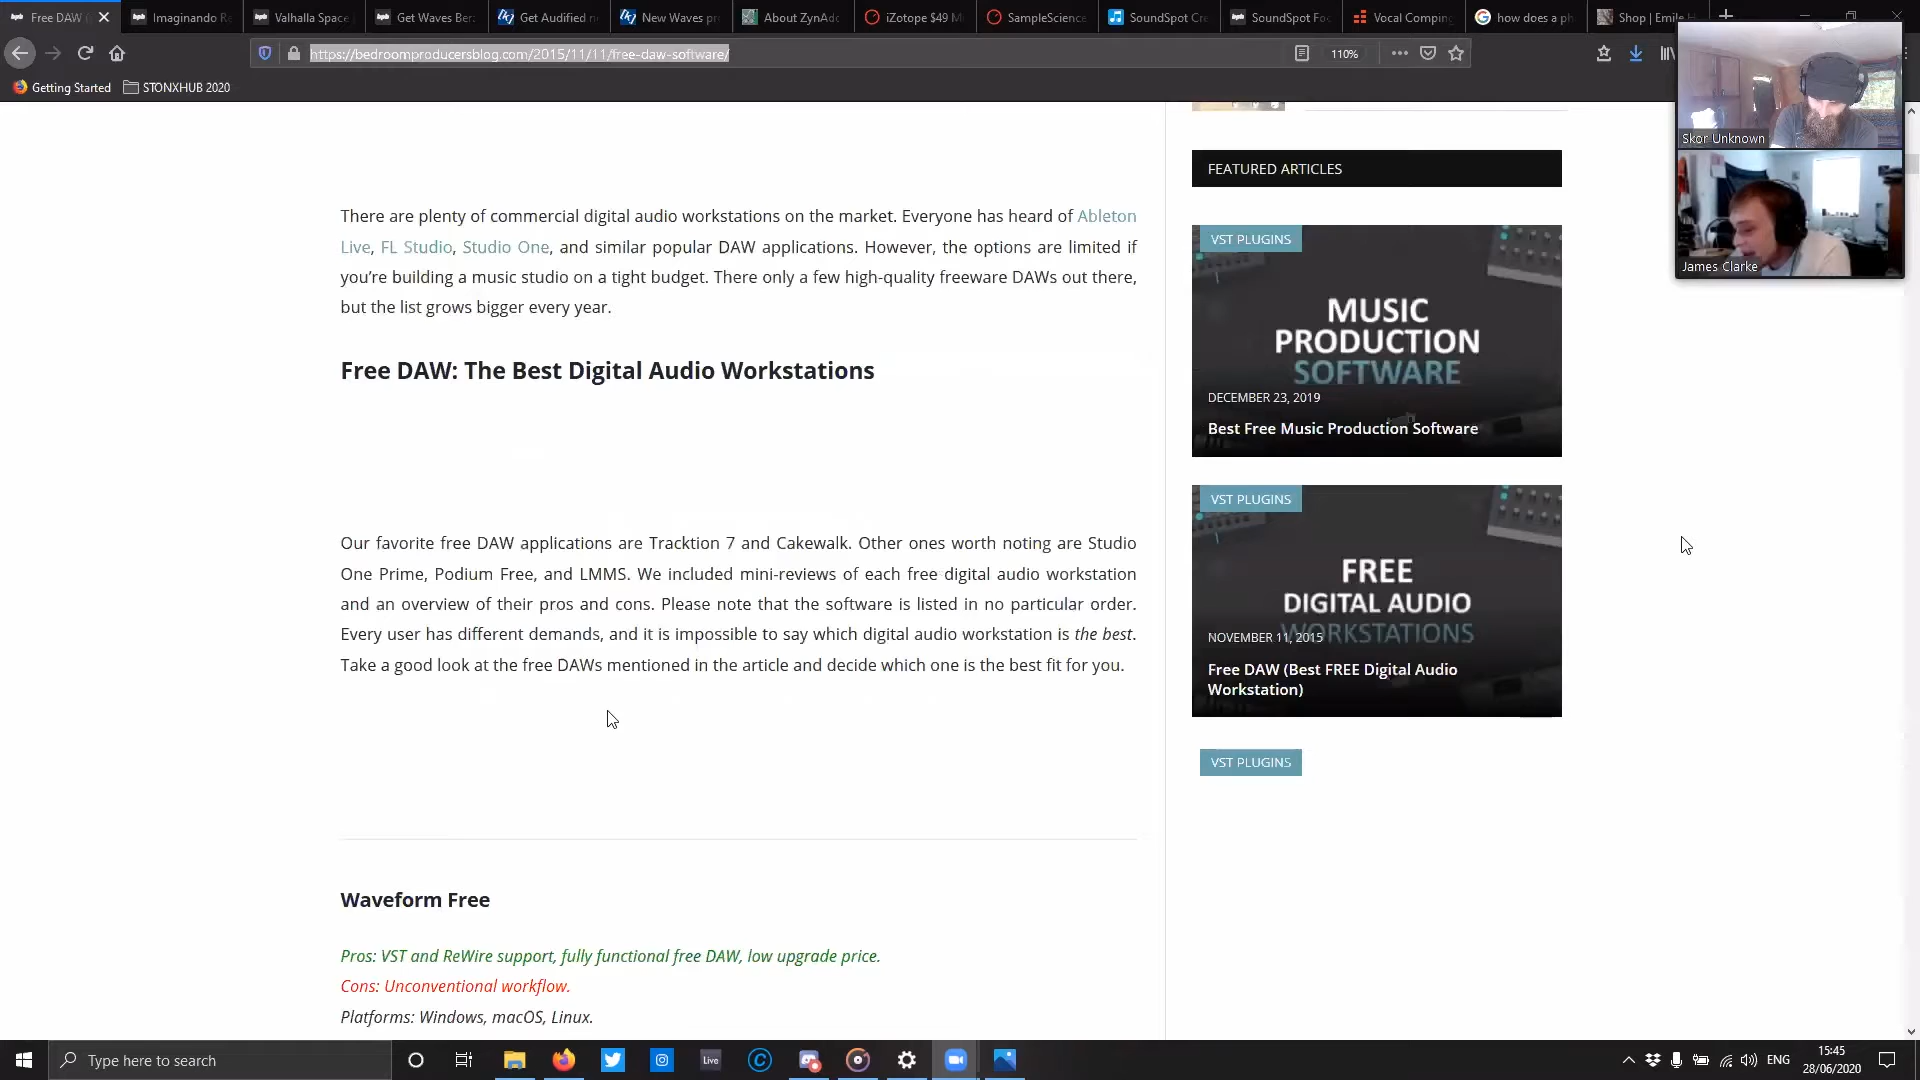 Free DAW (
Imaginando R
Valhalla Space
Get Waves Ber
Get Audified n
New Waves pr
About ZynAdd
iZotope $49 M
SampleScience
SoundSpot Cr
SoundSpot Fo
Vocal Comping
how does a ph
Shop | Emile H
https://bedroomproducersblog.com/2015/11/11/free-daw-software/
110%
Getting Started
STONXHUB 2020
Skor Unknown
James Clarke
There are plenty of commercial digital audio workstations on the market. Everyone has heard of Ableton
Live, FL Studio, Studio One, and similar popular DAW applications. However, the options are limited if
you’re building a music studio on a tight budget. There only a few high-quality freeware DAWs out there,
but the list grows bigger every year.
Free DAW: The Best Digital Audio Workstations
Our favorite free DAW applications are Tracktion 7 and Cakewalk. Other ones worth noting are Studio
One Prime, Podium Free, and LMMS. We included mini-reviews of each free digital audio workstation
and an overview of their pros and cons. Please note that the software is listed in no particular order.
Every user has different demands, and it is impossible to say which digital audio workstation is the best.
Take a good look at the free DAWs mentioned in the article and decide which one is the best fit for you.
Waveform Free
Pros: VST and ReWire support, fully functional free DAW, low upgrade price.
Cons: Unconventional workflow.
Platforms: Windows, macOS, Linux.
FEATURED ARTICLES
VST PLUGINS
MUSIC
PRODUCTION
SOFTWARE
DECEMBER 23, 2019
Best Free Music Production Software
VST PLUGINS
FREE
DIGITAL AUDIO
WORKSTATIONS
NOVEMBER 11, 2015
Free DAW (Best FREE Digital Audio
Workstation)
VST PLUGINS
Type here to search
Live
ENG
15:45
28/06/2020